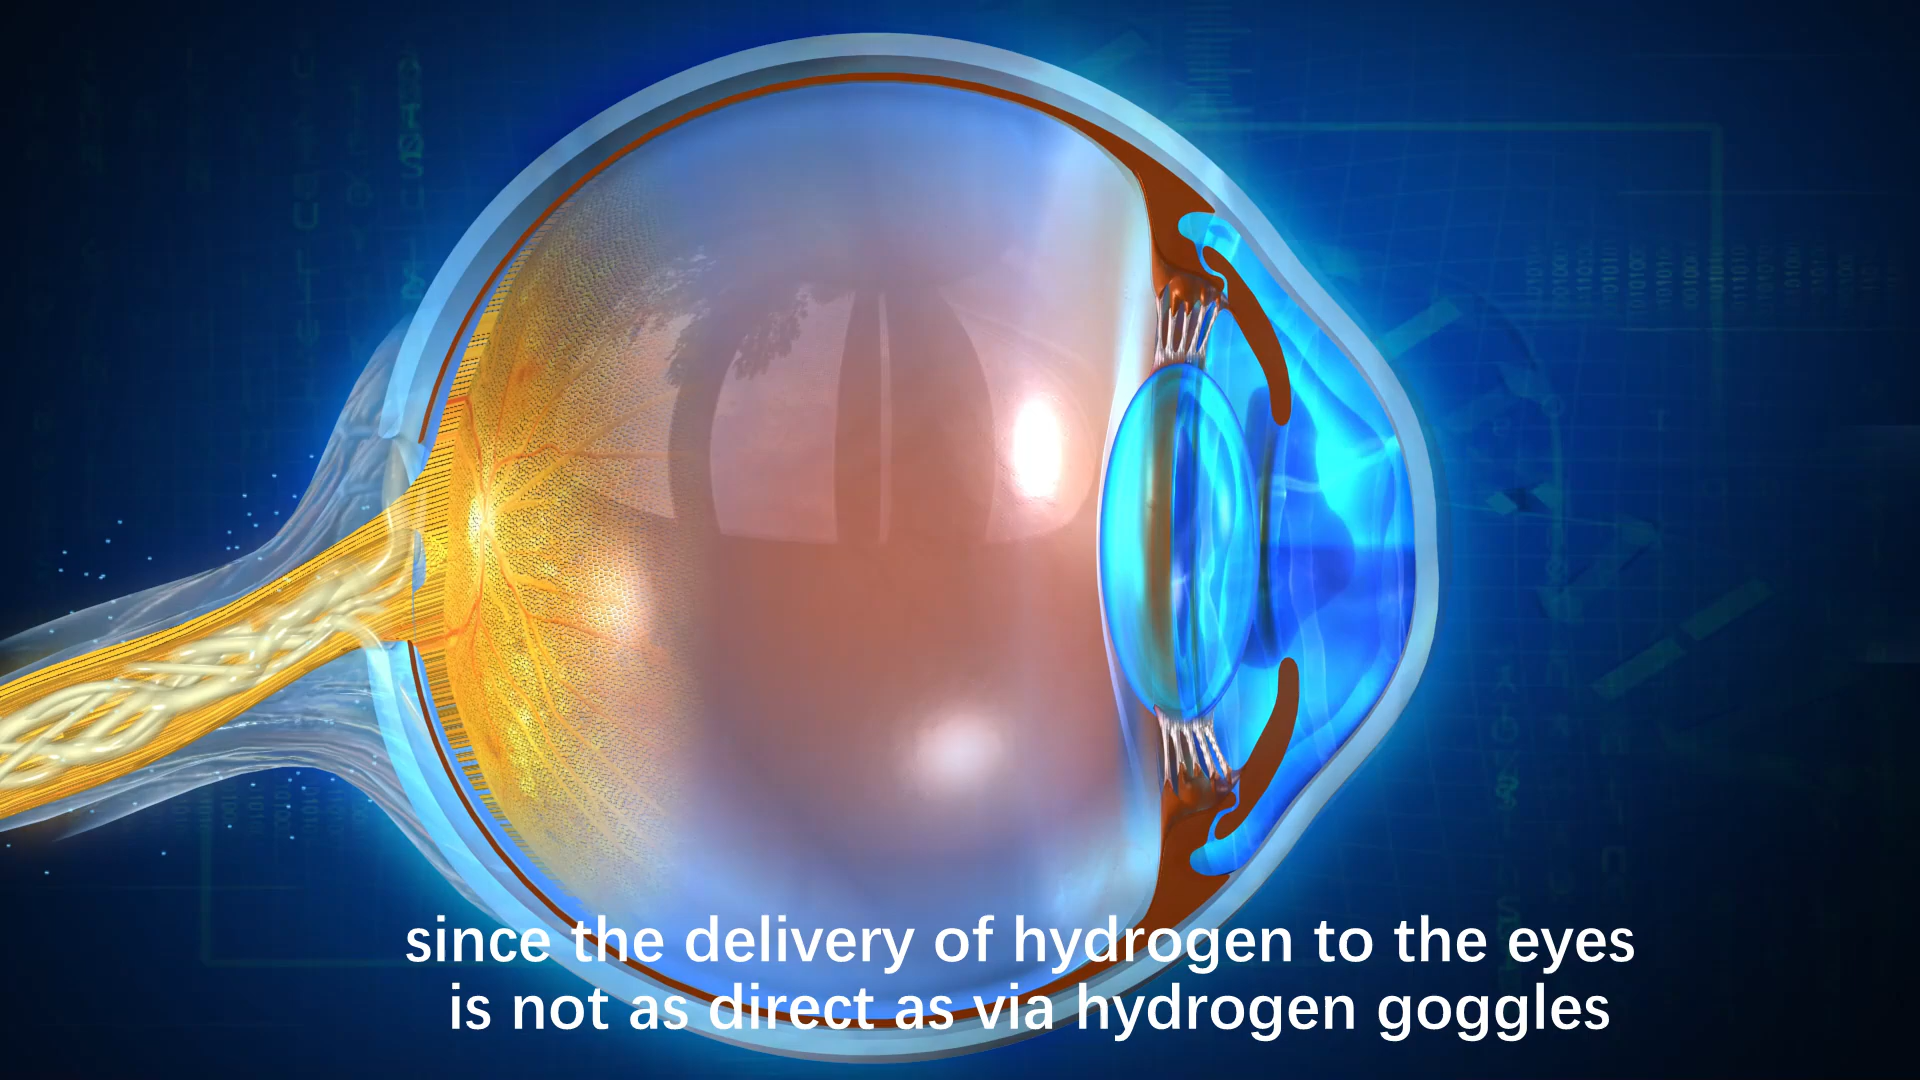 since the delivery of hydrogen to the eyes
is not as direct as via hydrogen goggles